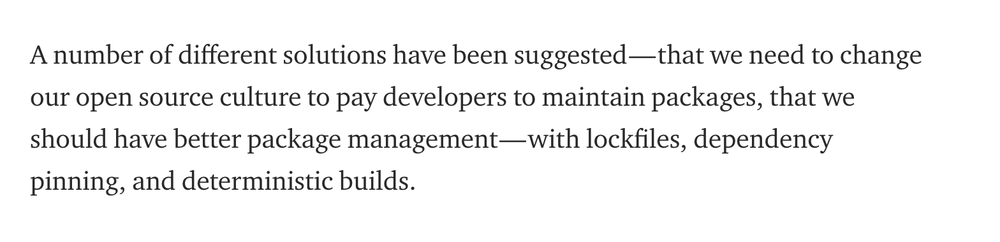 A number of different solutions have been suggested—that we need to change
our open source culture to pay developers to maintain packages, that we
should have better package management—with lockfiles, dependency
pinning, and deterministic builds.